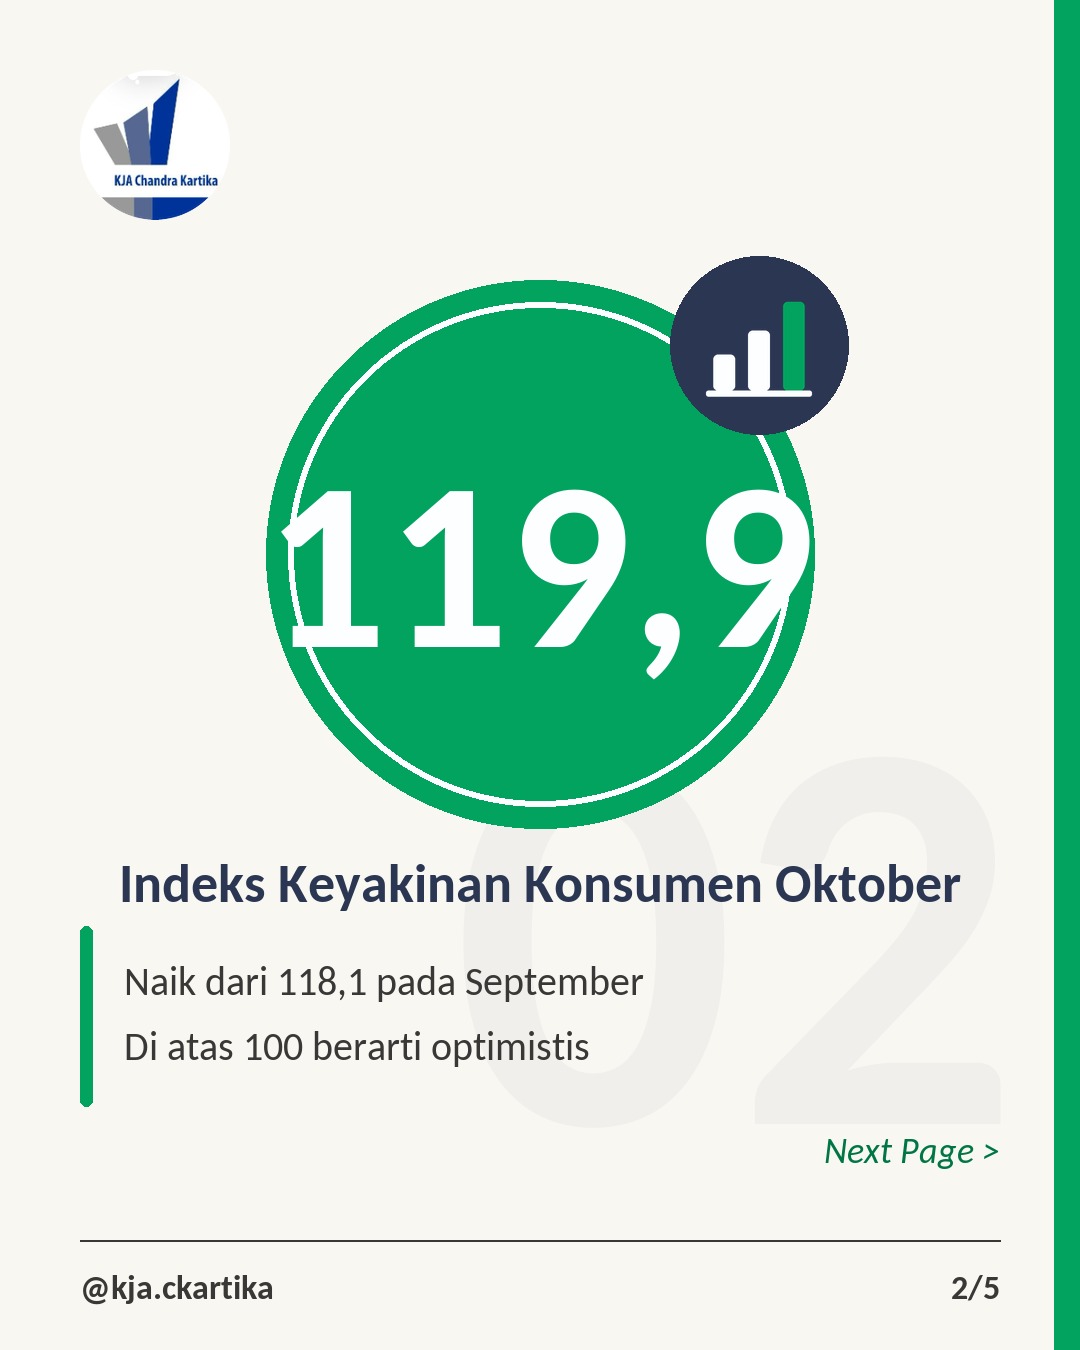 KJA Chandra Kartika
119,9
02
Indeks Keyakinan Konsumen Oktober
Naik dari 118,1 pada September
Di atas 100 berarti optimistis
Next Page >
@kja.ckartika
2/5